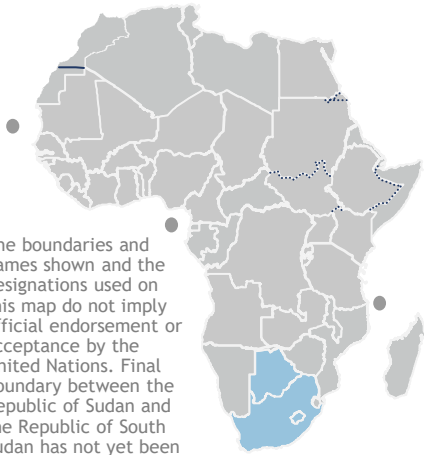 he boundaries and
ames shown and the
esignations used on
his map do not imply
fficial endorsement or
cceptance by the
nited Nations. Final
oundary between the
epublic of Sudan and
he Republic of South
udan has not yet been